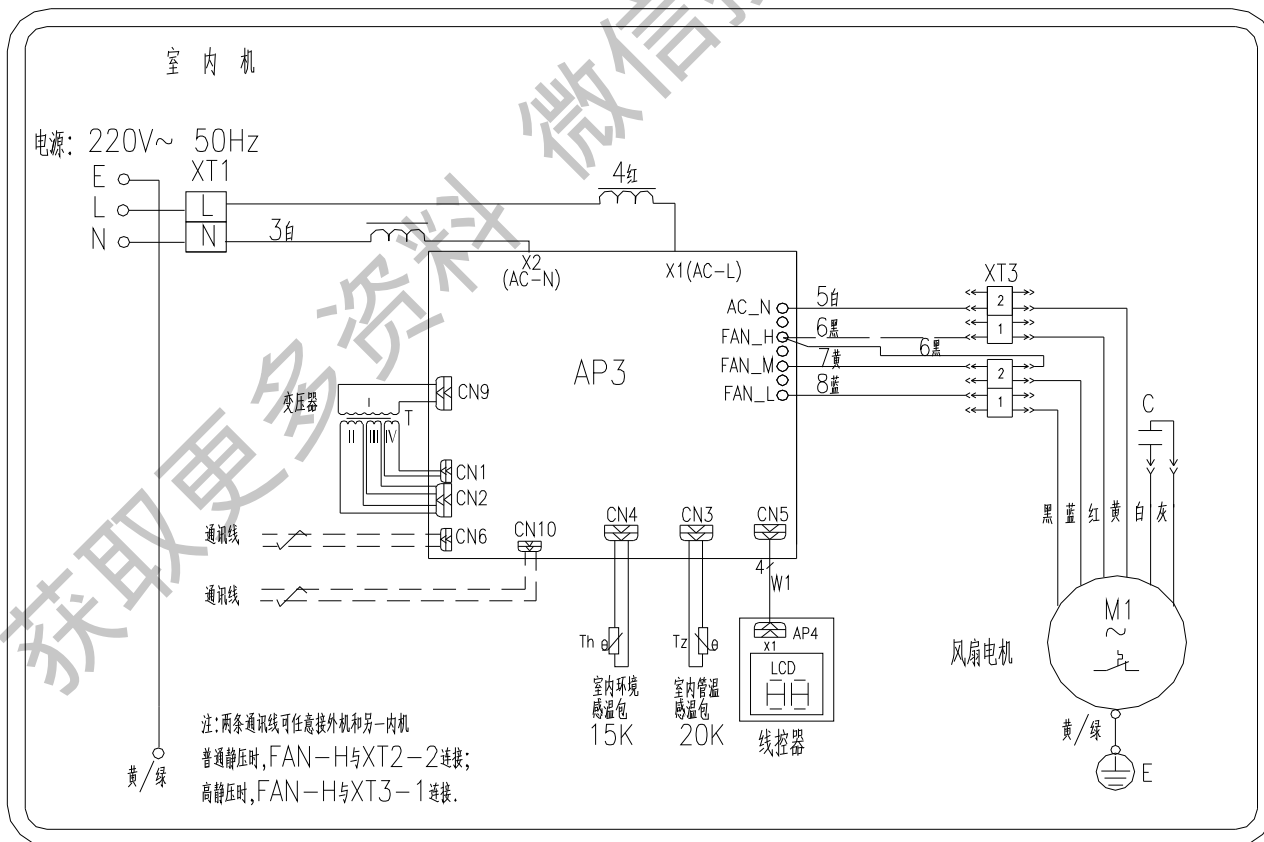 室内机
电源: 220V~ 50Hz
E
XT1
L
L
N
N
3白
4红
X2
(AC-N)
X1(AC-L)
AP3
AC_N
FAN_H
FAN_M
FAN_L
5白
6黑
6黑
7黄
8蓝
XT3
2
1
2
1
变压器
I
II
III
IV
T
CN9
CN1
CN2
CN6
CN10
CN4
CN3
CN5
通讯线
通讯线
4
W1
Th
θ
Tz
θ
X1
AP4
LCD
室内环境
感温包
15K
室内管温
感温包
20K
线控器
C
黑 蓝 红 黄 白 灰
M1
~
风扇电机
黄/绿
E
黄/绿
注:两条通讯线可任意接外机和另一内机
普通静压时,FAN-H与XT2-2连接;
高静压时,FAN-H与XT3-1连接.
获取更多资料 微信